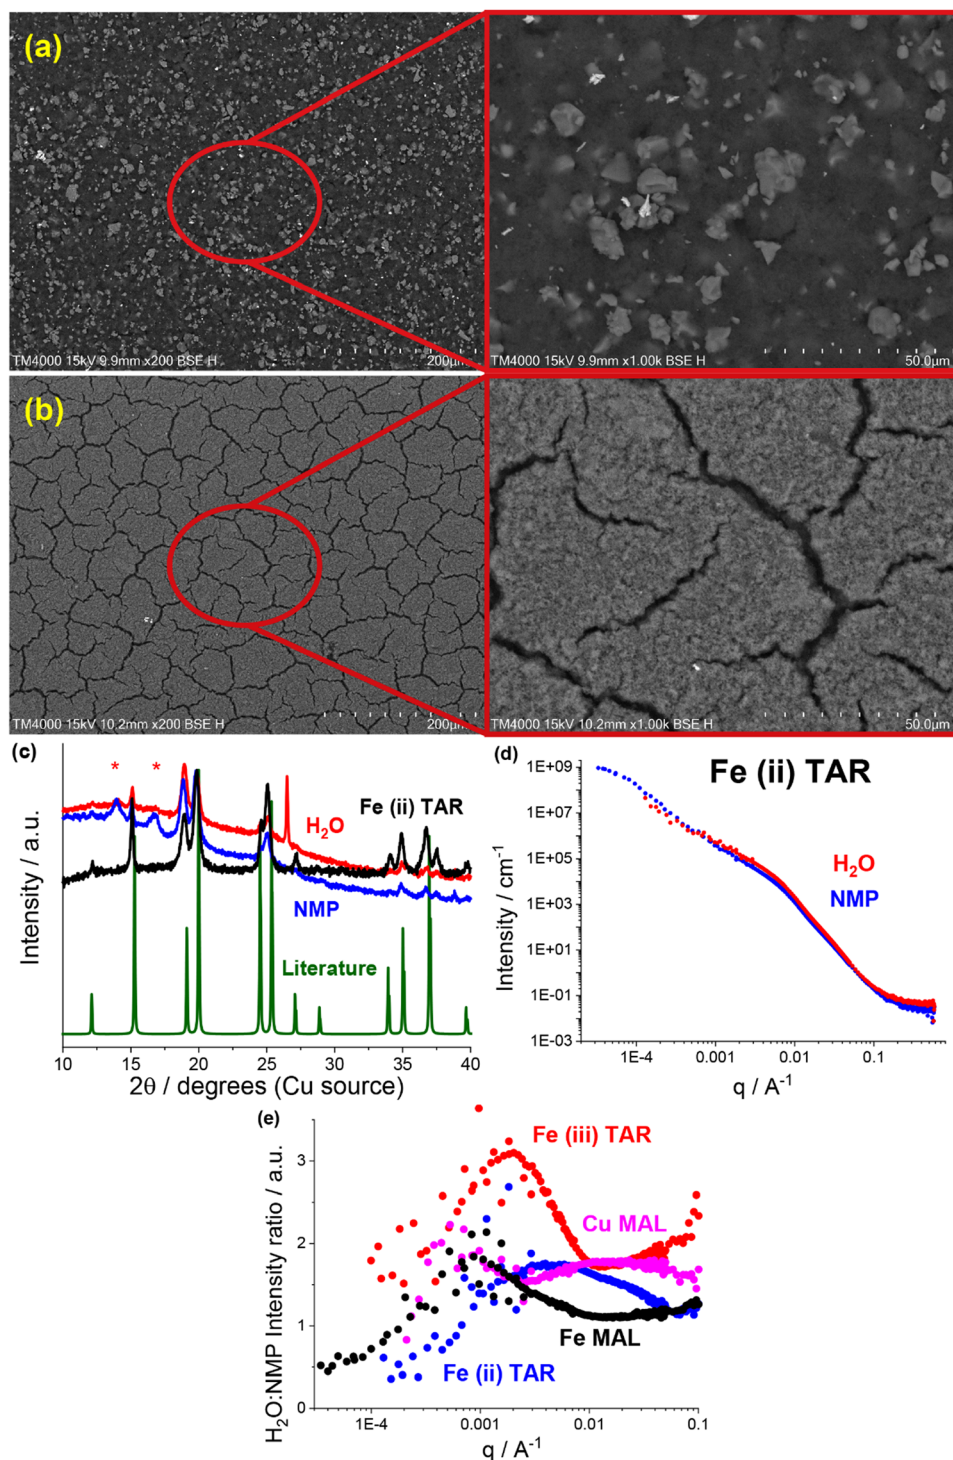 (a)
TM4000 15kV 9.9mm x200 BSE H 200μm
TM4000 15kV 9.9mm x1.00k BSE H 50.0μm
(b)
TM4000 15kV 10.2mm x200 BSE H 200μm
TM4000 15kV 10.2mm x1.00k BSE H 50.0μm
(c)
* *
Fe (ii) TAR
H₂O
NMP
Literature
Intensity / a.u.
10 15 20 25 30 35 40
2θ / degrees (Cu source)
(d)
Fe (ii) TAR
H₂O
NMP
Intensity / cm⁻¹
1E+09
1E+07
1E+05
1E+03
1E+01
1E-01
1E-03
1E-4 0.001 0.01 0.1
q / A⁻¹
(e)
Fe (iii) TAR
Cu MAL
Fe MAL
Fe (ii) TAR
H₂O:NMP Intensity ratio / a.u.
3
2
1
0
1E-4 0.001 0.01 0.1
q / A⁻¹